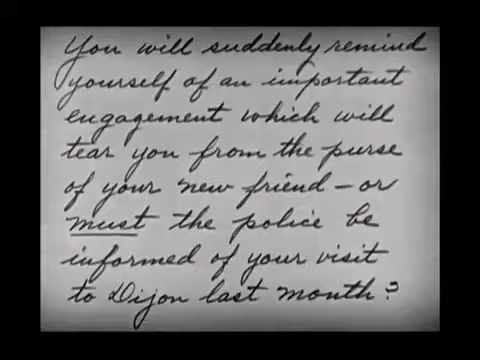 You will suddenly remind
yourself of an important
engagement which will
tear you from the purse
of your new friend – or
must the police be
informed of your visit
to Dijon last month?